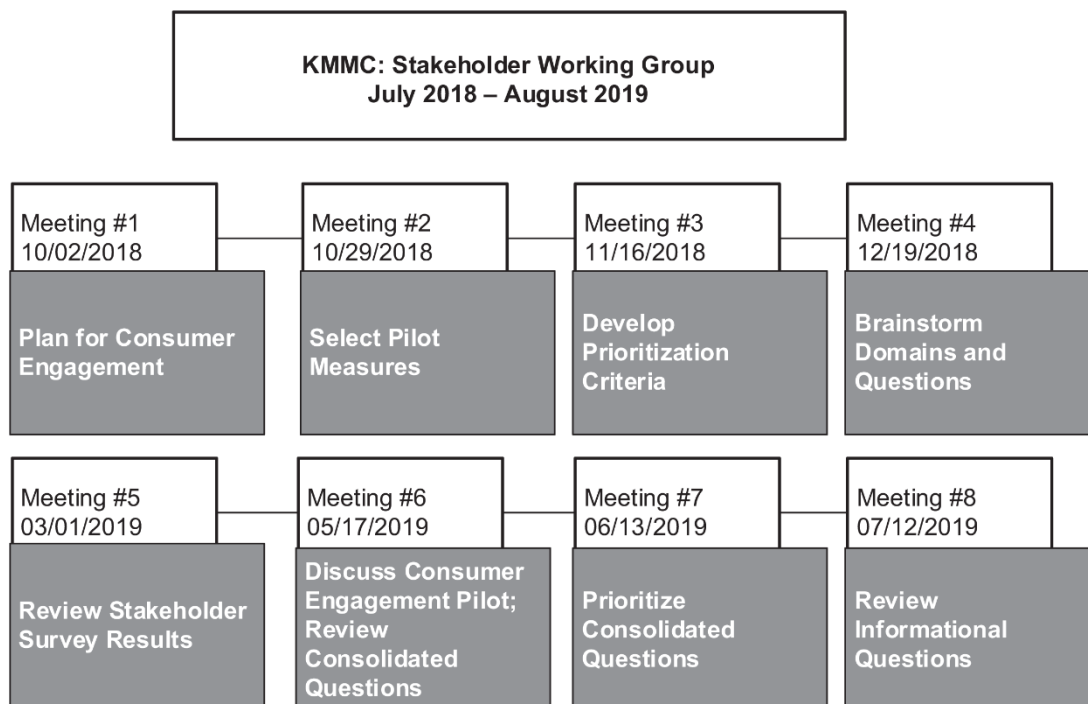 KMMC: Stakeholder Working Group
July 2018 – August 2019
Meeting #1
10/02/2018
Plan for Consumer
Engagement
Meeting #2
10/29/2018
Select Pilot
Measures
Meeting #3
11/16/2018
Develop
Prioritization
Criteria
Meeting #4
12/19/2018
Brainstorm
Domains and
Questions
Meeting #5
03/01/2019
Review Stakeholder
Survey Results
Meeting #6
05/17/2019
Discuss Consumer
Engagement Pilot;
Review
Consolidated
Questions
Meeting #7
06/13/2019
Prioritize
Consolidated
Questions
Meeting #8
07/12/2019
Review
Informational
Questions